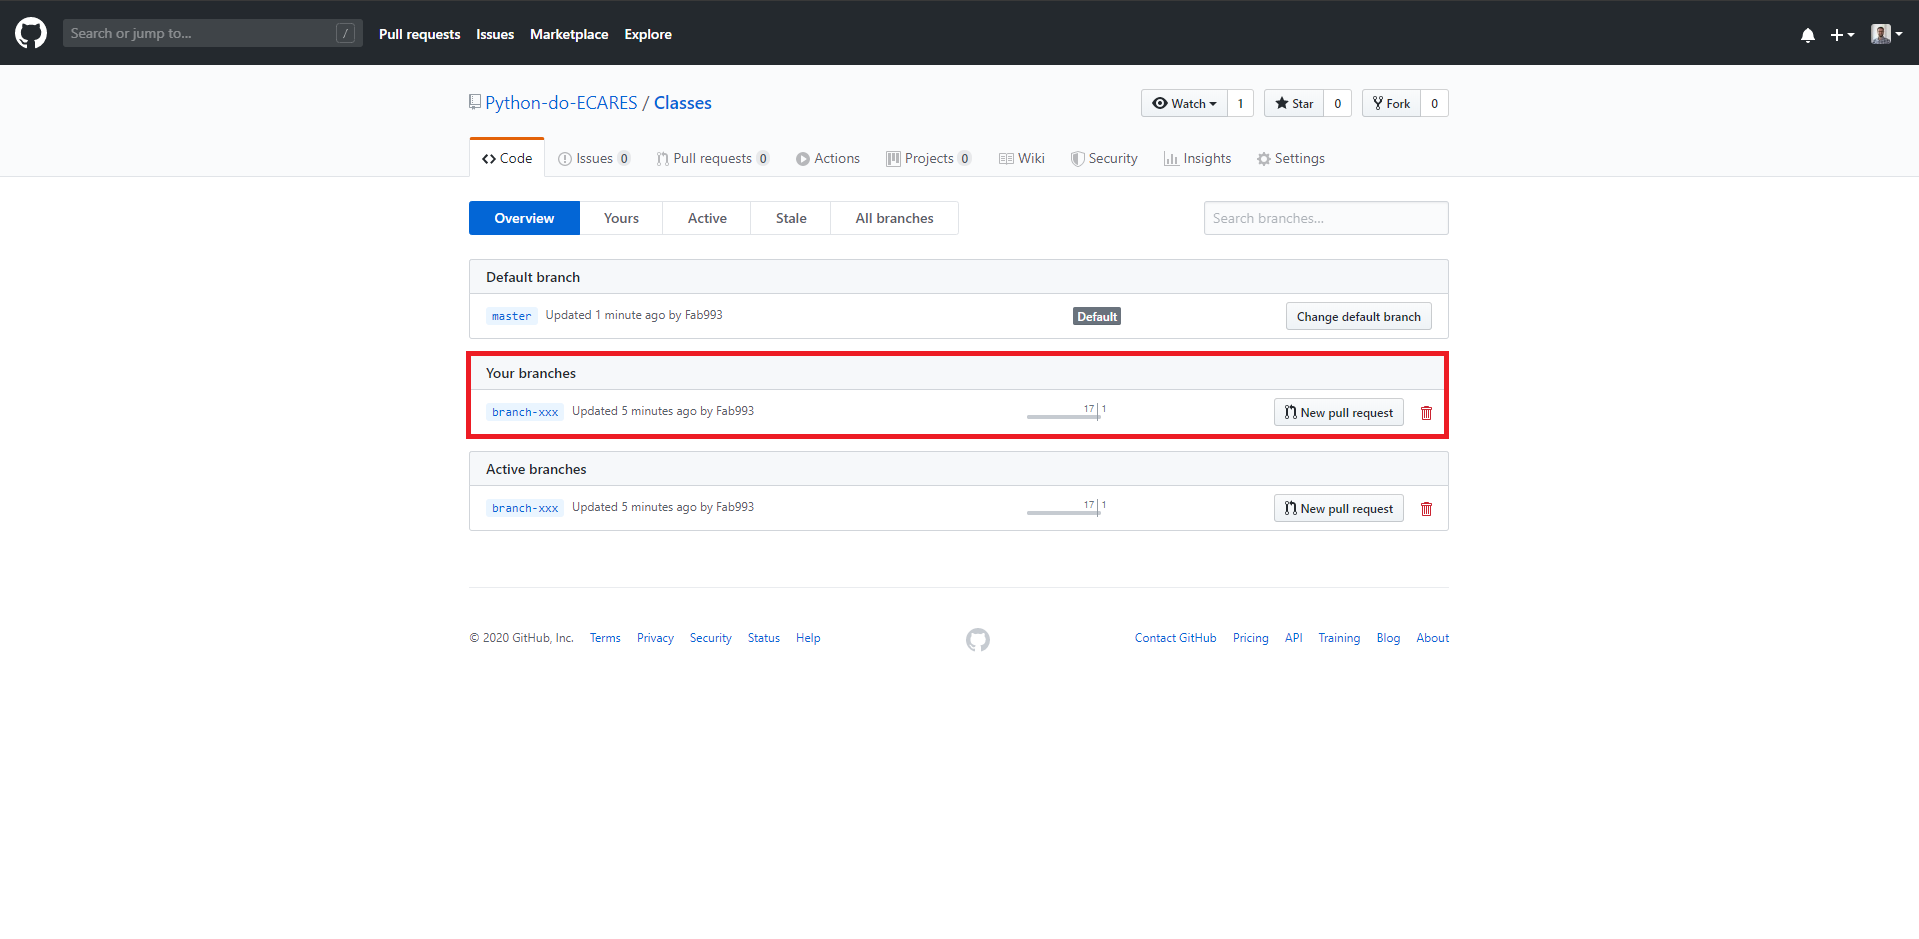 Search or jump to... / Pull requests Issues Marketplace Explore
Python-do-ECARES / Classes Watch 1 Star 0 Fork 0
Code Issues 0 Pull requests 0 Actions Projects 0 Wiki Security Insights Settings
Overview Yours Active Stale All branches Search branches...
Default branch
master Updated 1 minute ago by Fab993 Default Change default branch
Your branches
branch-xxx Updated 5 minutes ago by Fab993 17 1 New pull request
Active branches
branch-xxx Updated 5 minutes ago by Fab993 17 1 New pull request
© 2020 GitHub, Inc. Terms Privacy Security Status Help Contact GitHub Pricing API Training Blog About